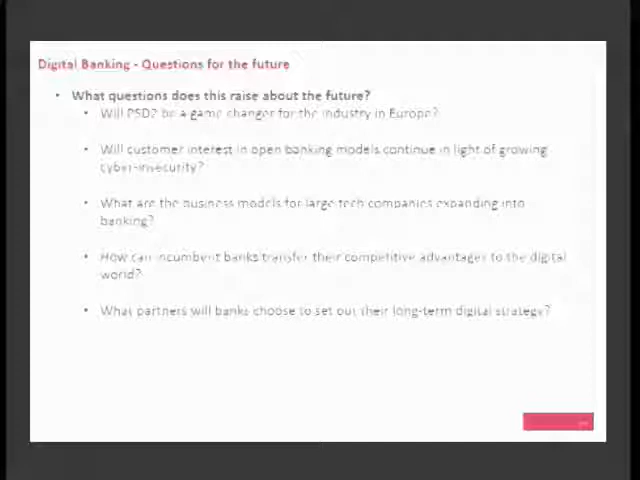 Digital Banking - Questions for the future
• What questions does this raise about the future?
• Will PSD2 be a game changer for the industry in Europe?
• Will customer interest in open banking models continue in light of growing
cyber-insecurity?
• What are the business models for large tech companies expanding into
banking?
• How can incumbent banks transfer their competitive advantages to the digital
world?
• What partners will banks choose to set out their long-term digital strategy?